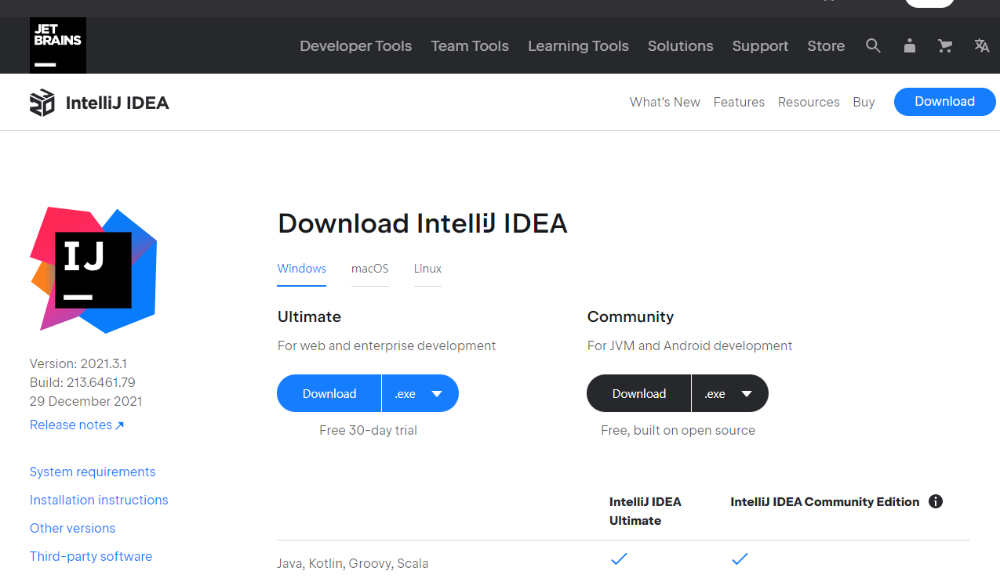 JET
BRAINS
Developer Tools Team Tools Learning Tools Solutions Support Store
IntelliJ IDEA
What's New Features Resources Buy Download
IJ
Version: 2021.3.1
Build: 213.6461.79
29 December 2021
Release notes
System requirements
Installation instructions
Other versions
Third-party software
Download IntelliJ IDEA
Windows macOS Linux
Ultimate
For web and enterprise development
Download .exe
Free 30-day trial
Community
For JVM and Android development
Download .exe
Free, built on open source
IntelliJ IDEA
Ultimate
IntelliJ IDEA Community Edition
Java, Kotlin, Groovy, Scala